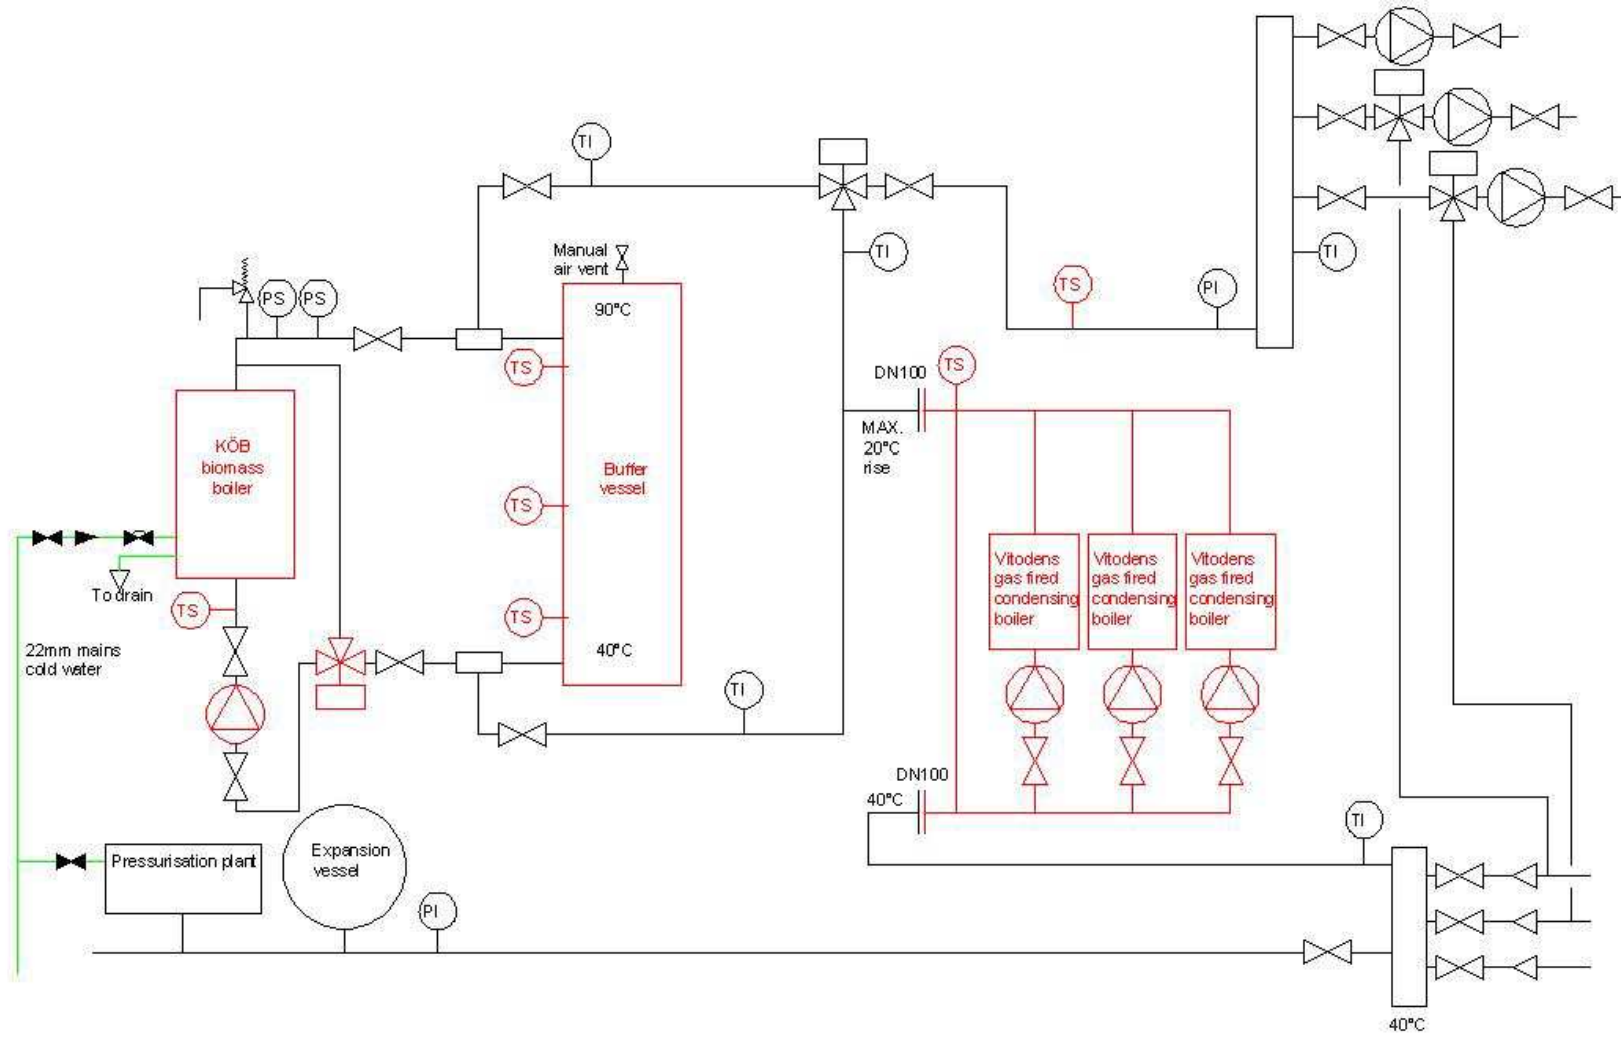 TI
Manual
air vent
TI
TI
PS
PS
TS
PI
90°C
TS
TS
DN100
MAX.
20°C
rise
KÖB
biomass
boiler
Buffer
vessel
TS
Vitodens
gas fired
condensing
boiler
Vitodens
gas fired
condensing
boiler
Vitodens
gas fired
condensing
boiler
To drain
TS
TS
22mm mains
cold water
40°C
TI
DN100
40°C
TI
Pressurisation plant
Expansion
vessel
PI
40°C